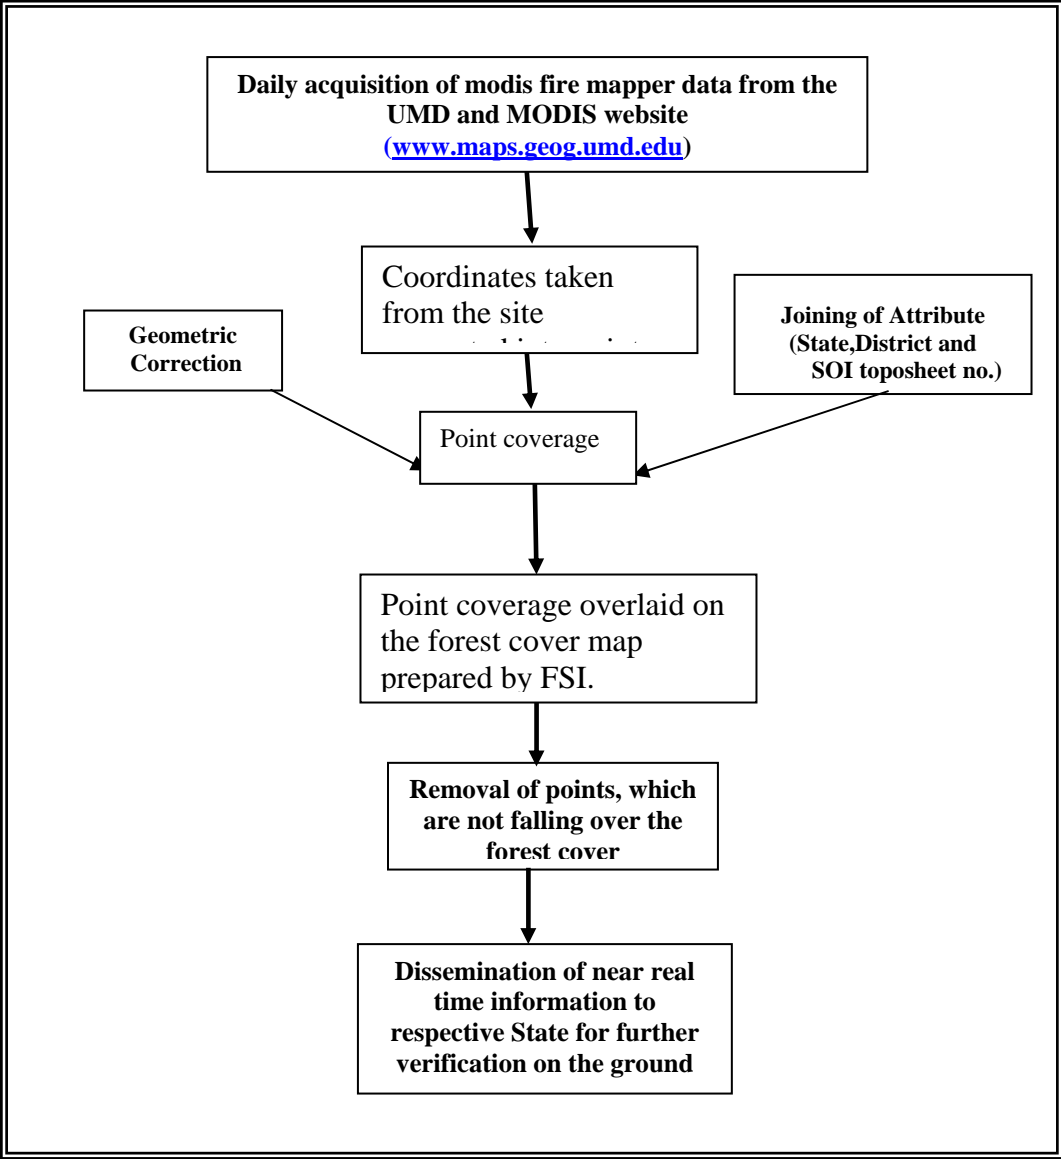 Daily acquisition of modis fire mapper data from the
UMD and MODIS website
(www.maps.geog.umd.edu)
Coordinates taken
from the site
Geometric
Correction
Joining of Attribute
(State,District and
SOI toposheet no.)
Point coverage
Point coverage overlaid on
the forest cover map
prepared by FSI.
Removal of points, which
are not falling over the
forest cover
Dissemination of near real
time information to
respective State for further
verification on the ground